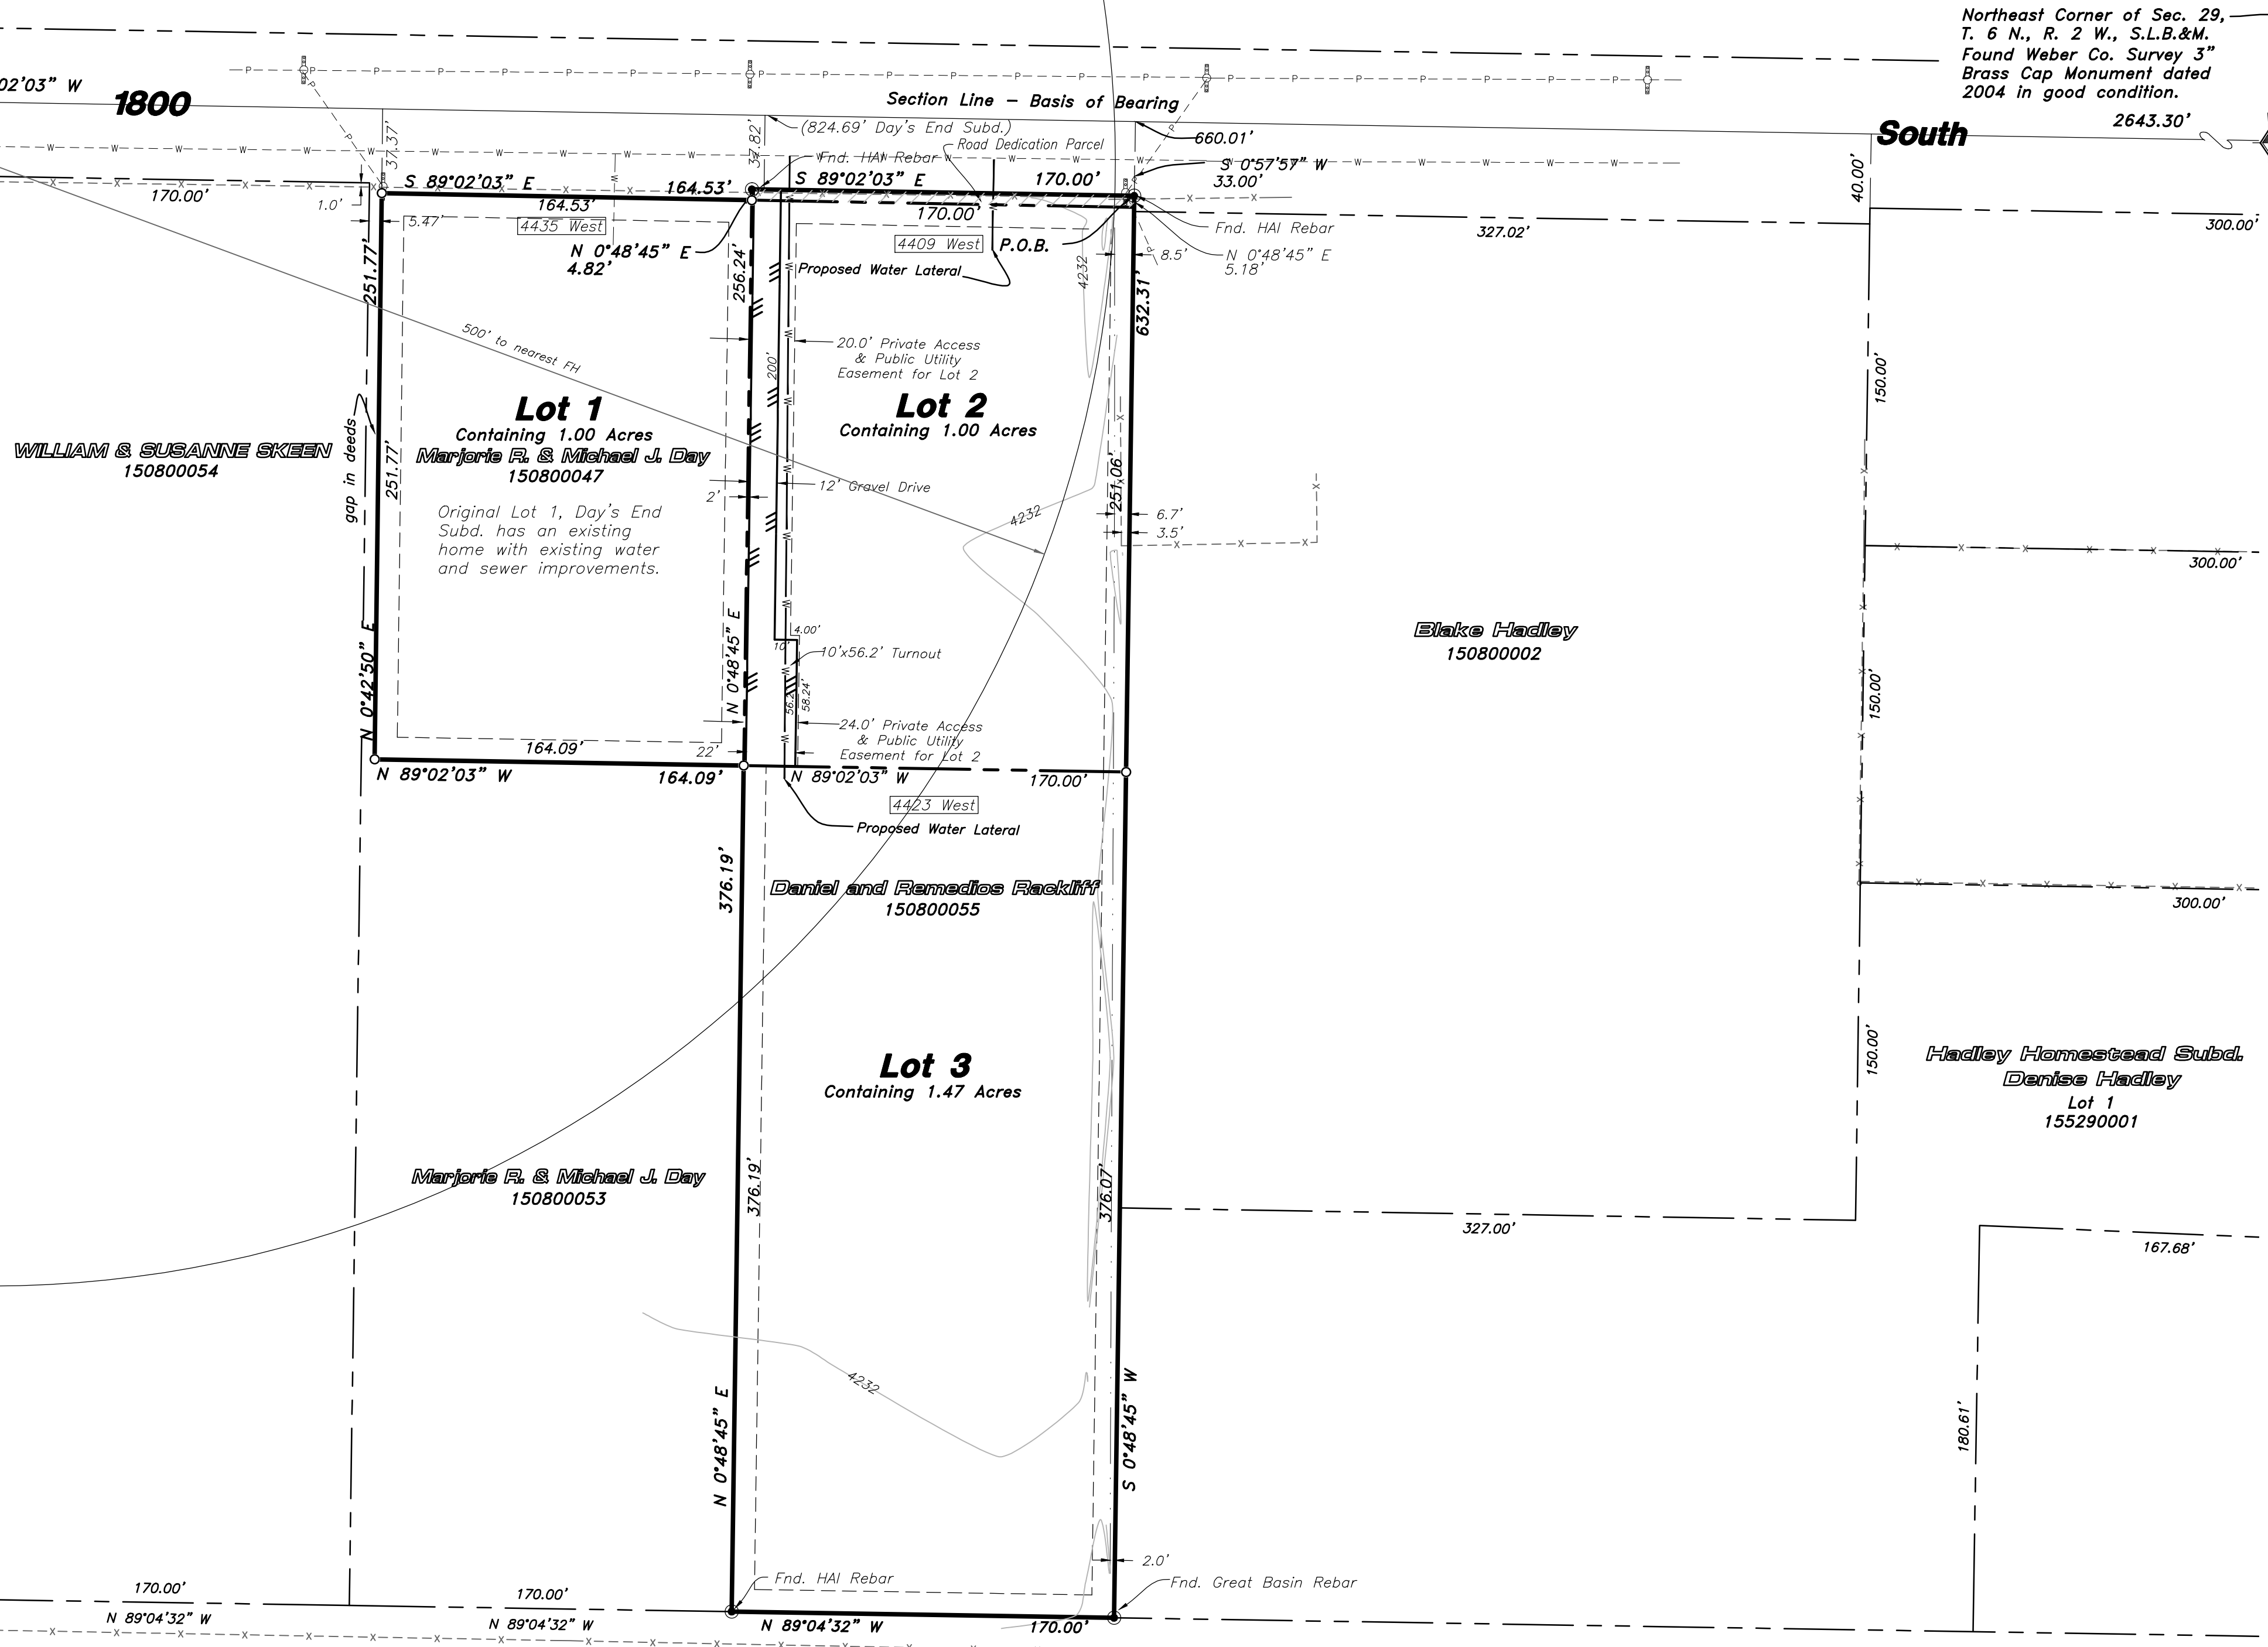 Northeast Corner of Sec. 29,
T. 6 N., R. 2 W., S.L.B.&M.
Found Weber Co. Survey 3"
Brass Cap Monument dated
2004 in good condition.
02'03" W
1800
South
2643.30'
Section Line - Basis of Bearing
(824.69' Day's End Subd.)
660.01'
Road Dedication Parcel
Fnd. HAI Rebar
S 0°57'57" W
33.00'
37.37'
40.00'
170.00'
1.0'
S 89°02'03" E
164.53'
164.53'
S 89°02'03" E
170.00'
170.00'
5.47'
4435 West
N 0°48'45" E
4.82'
4409 West
P.O.B.
Proposed Water Lateral
Fnd. HAI Rebar
N 0°48'45" E
5.18'
8.5'
327.02'
300.00'
251.77'
256.24'
4232
632.31'
500' to nearest FH
200'
20.0' Private Access
& Public Utility
Easement for Lot 2
150.00'
Lot 1
Containing 1.00 Acres
Marjorie R. & Michael J. Day
150800047
Lot 2
Containing 1.00 Acres
WILLIAM & SUSANNE SKEEN
150800054
gap in deeds
251.77'
2'
12' Gravel Drive
251.06'
4232
6.7'
3.5'
Original Lot 1, Day's End
Subd. has an existing
home with existing water
and sewer improvements.
300.00'
N 0°42'50" E
N 0°48'45" E
4.00'
10'
10'x56.2' Turnout
58.24'
Blake Hadley
150800002
150.00'
24.0' Private Access
& Public Utility
Easement for Lot 2
22'
164.09'
N 89°02'03" W
164.09'
N 89°02'03" W
170.00'
4423 West
Proposed Water Lateral
376.19'
Daniel and Remedios Rackliff
150800055
300.00'
Lot 3
Containing 1.47 Acres
150.00'
Hadley Homestead Subd.
Denise Hadley
Lot 1
155290001
Marjorie R. & Michael J. Day
150800053
376.19'
376.07'
327.00'
167.68'
4232
N 0°48'45" E
S 0°48'45" W
180.61'
2.0'
Fnd. HAI Rebar
Fnd. Great Basin Rebar
170.00'
N 89°04'32" W
170.00'
N 89°04'32" W
N 89°04'32" W
170.00'